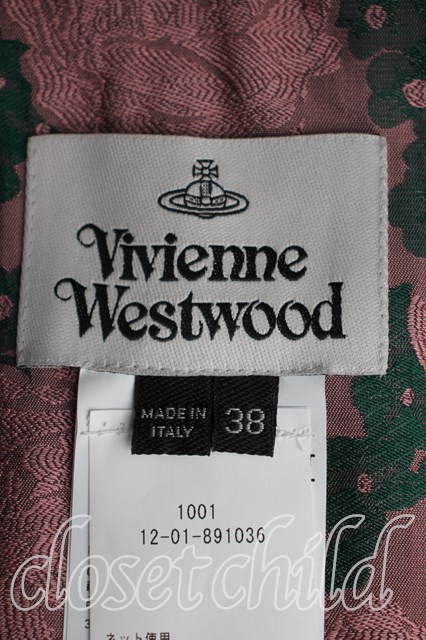 Vivienne
Westwood
MADE IN
ITALY
38
1001
12-01-891036
closet child
ネット使用